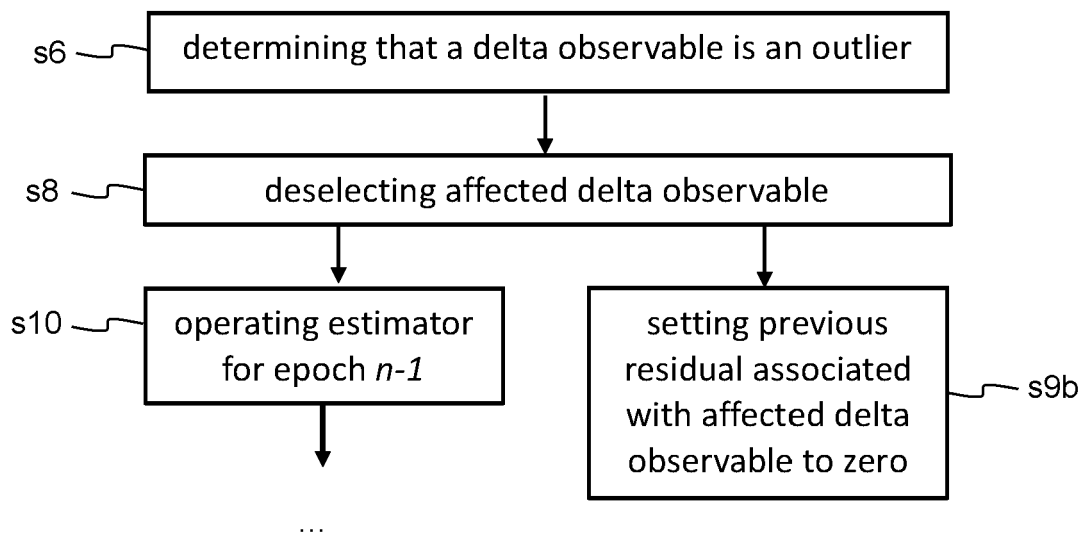 s6
determining that a delta observable is an outlier
s8
deselecting affected delta observable
s10
operating estimator
for epoch n-1
setting previous
residual associated
with affected delta
observable to zero
s9b
...